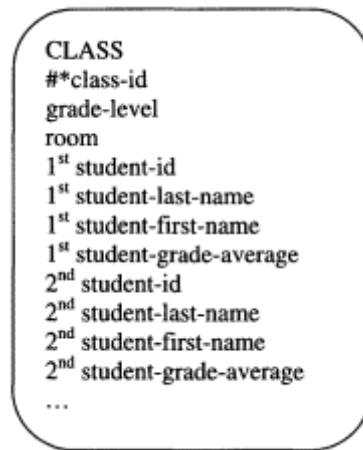 CLASS
#*class-id
grade-level
room
1st student-id
1st student-last-name
1st student-first-name
1st student-grade-average
2nd student-id
2nd student-last-name
2nd student-first-name
2nd student-grade-average
...